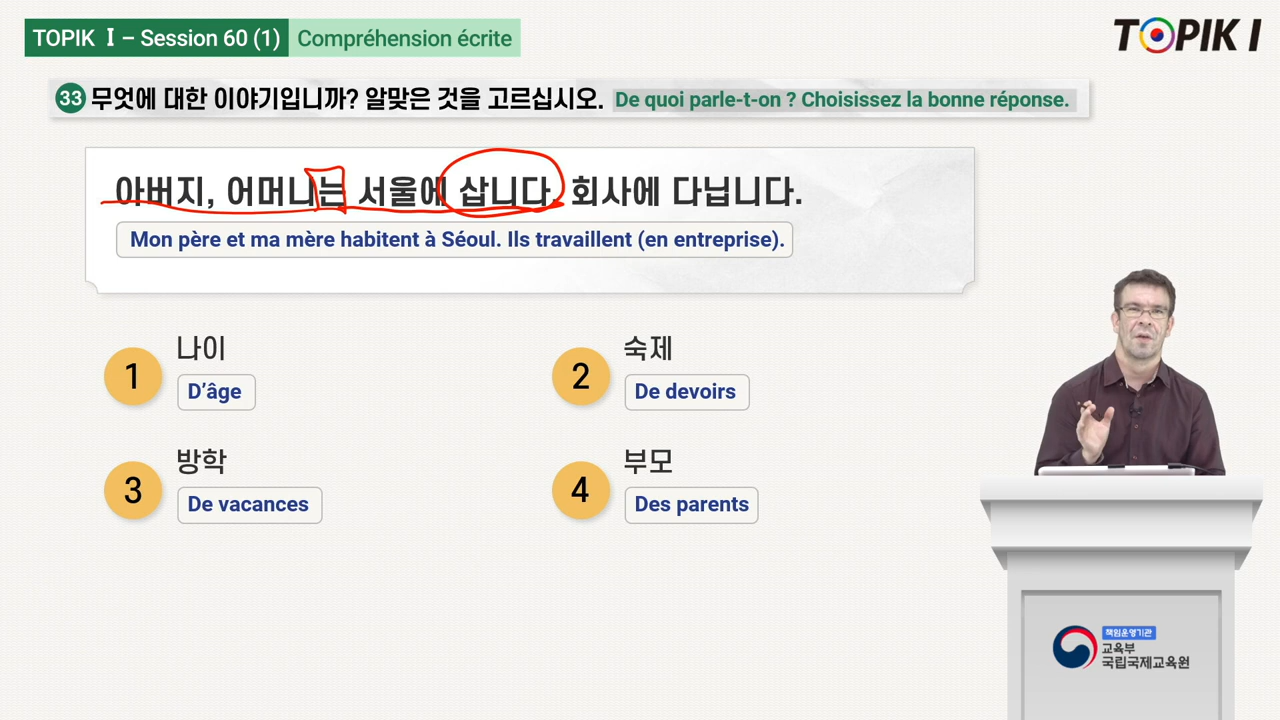 TOPIK Ⅰ – Session 60 (1) Compréhension écrite
TOPIK I
33 무엇에 대한 이야기입니까? 알맞은 것을 고르십시오. De quoi parle-t-on ? Choisissez la bonne réponse.
아버지, 어머니는 서울에 삽니다. 회사에 다닙니다.
Mon père et ma mère habitent à Séoul. Ils travaillent (en entreprise).
1 나이
D’âge
2 숙제
De devoirs
3 방학
De vacances
4 부모
Des parents
책임운영기관
교육부
국립국제교육원